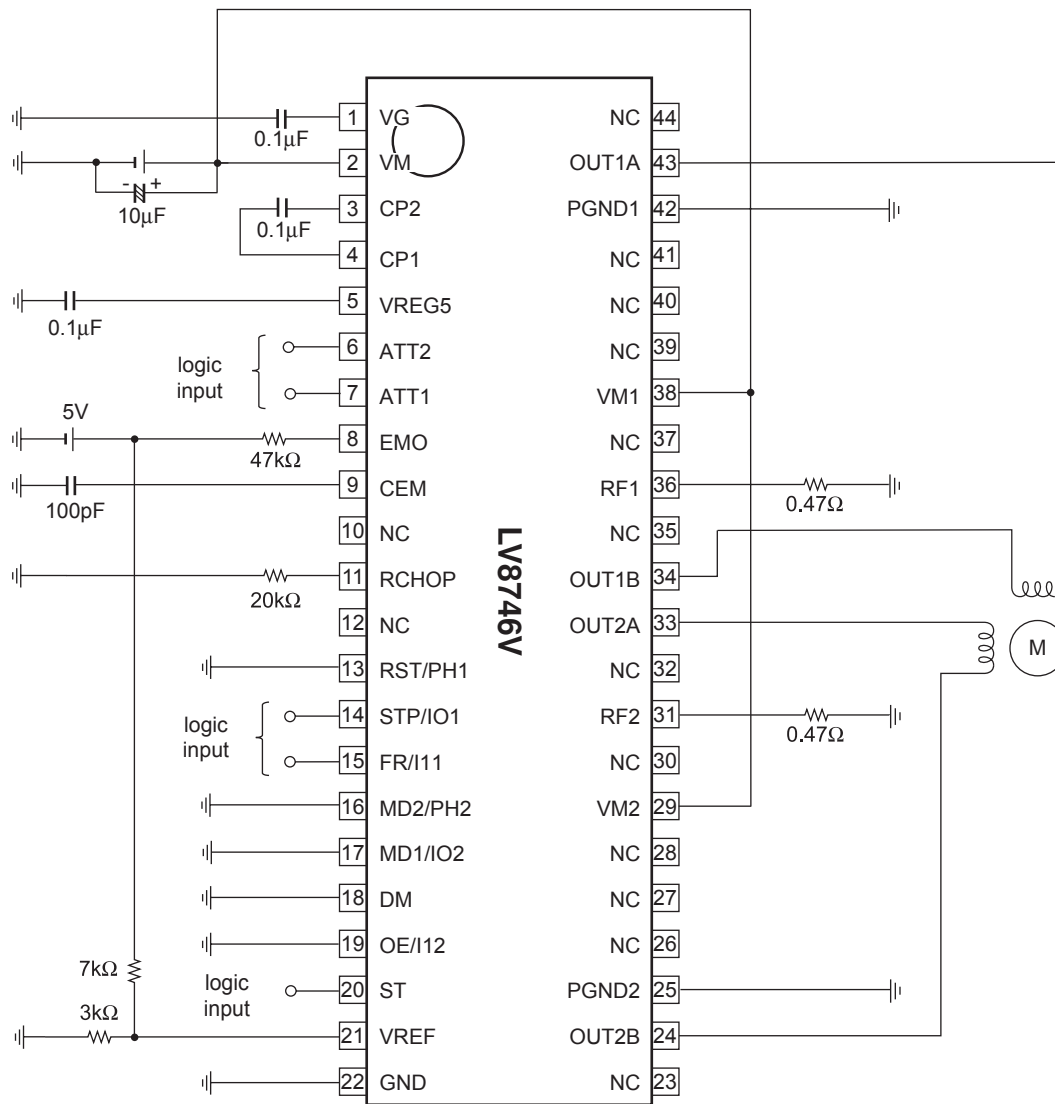 1
VG
NC
44
0.1μF
2
VM
OUT1A
43
- +
10μF
3
CP2
PGND1
42
0.1μF
4
CP1
NC
41
5
VREG5
NC
40
0.1μF
logic
input
6
ATT2
NC
39
7
ATT1
VM1
38
5V
8
EMO
NC
37
47kΩ
9
CEM
RF1
36
100pF
0.47Ω
10
NC
NC
35
11
RCHOP
OUT1B
34
20kΩ
LV8746V
12
NC
OUT2A
33
M
13
RST/PH1
NC
32
logic
input
14
STP/IO1
RF2
31
0.47Ω
15
FR/I11
NC
30
16
MD2/PH2
VM2
29
17
MD1/IO2
NC
28
18
DM
NC
27
19
OE/I12
NC
26
7kΩ
logic
input
20
ST
PGND2
25
3kΩ
21
VREF
OUT2B
24
22
GND
NC
23